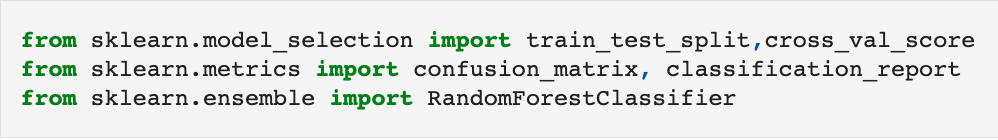 from sklearn.model_selection import train_test_split,cross_val_score
from sklearn.metrics import confusion_matrix, classification_report
from sklearn.ensemble import RandomForestClassifier